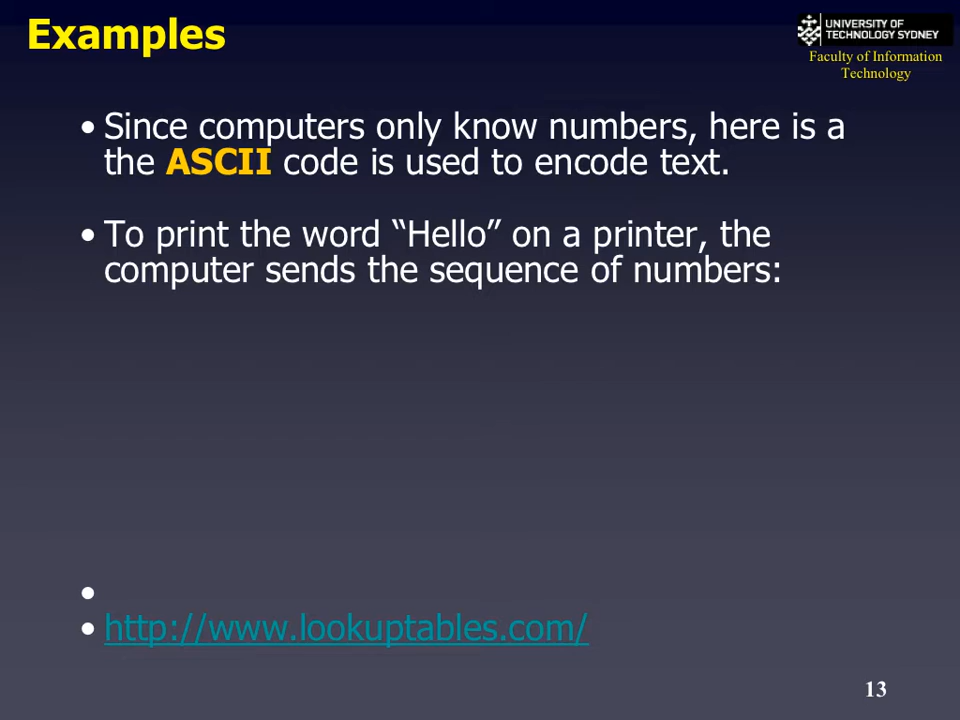 Examples
UNIVERSITY OF
TECHNOLOGY SYDNEY
Faculty of Information
Technology
• Since computers only know numbers, here is a
the ASCII code is used to encode text.
• To print the word “Hello” on a printer, the
computer sends the sequence of numbers:
•
• http://www.lookuptables.com/
13